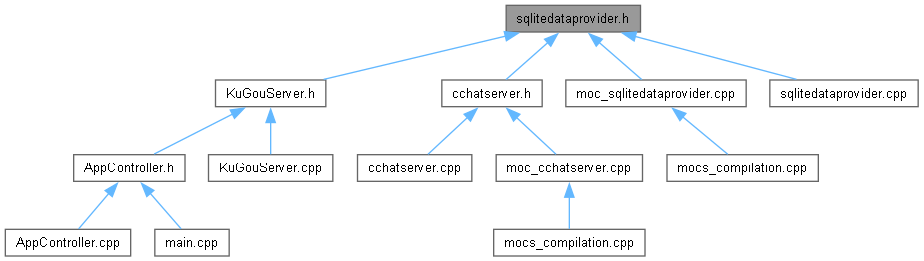 sqlitedataprovider.h
KuGouServer.h
cchatserver.h
moc_sqlitedataprovider.cpp
sqlitedataprovider.cpp
AppController.h
KuGouServer.cpp
cchatserver.cpp
moc_cchatserver.cpp
mocs_compilation.cpp
AppController.cpp
main.cpp
mocs_compilation.cpp